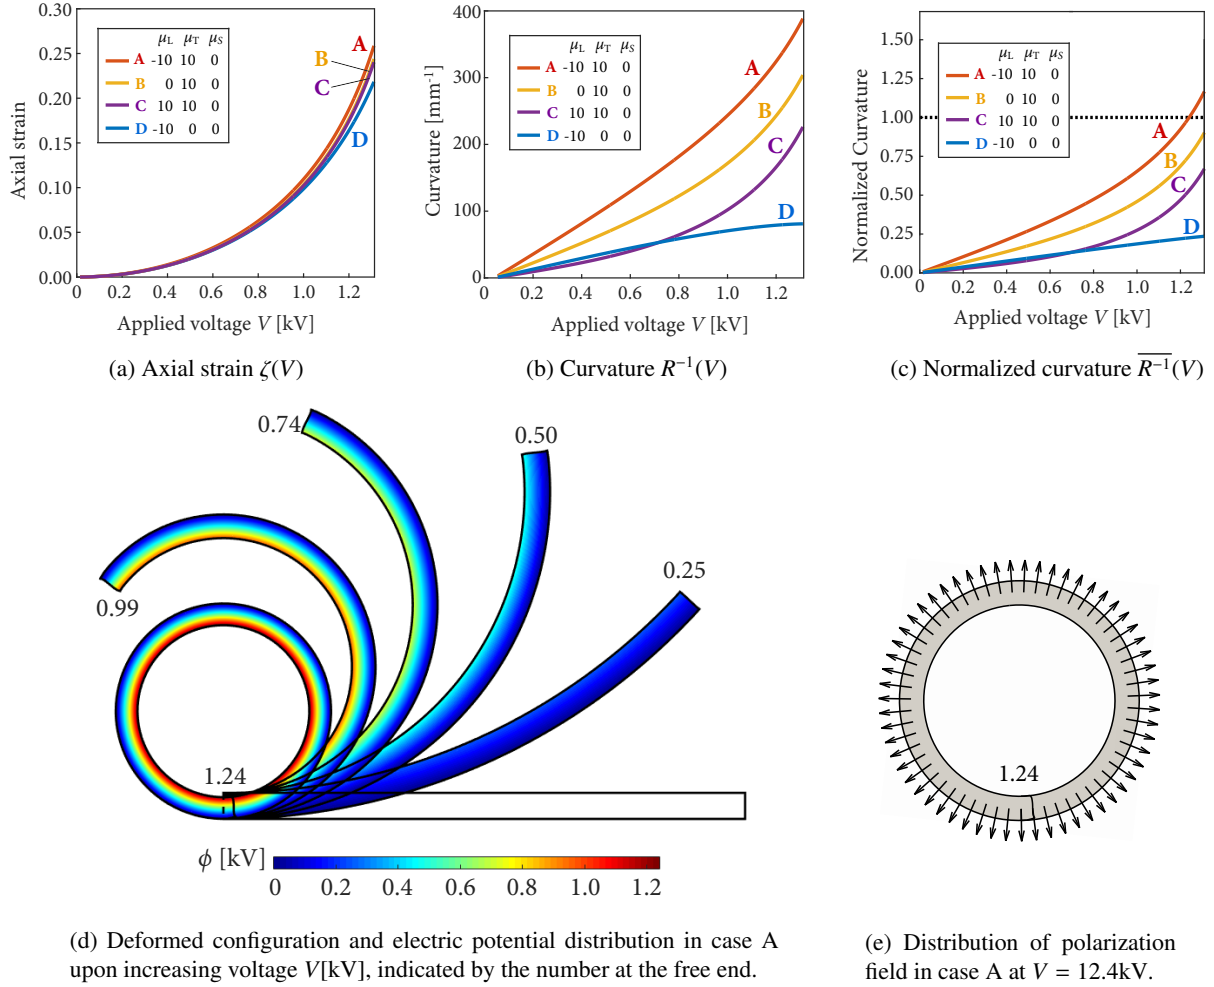 0.30
0.25
0.20
0.15
0.10
0.05
0.00
Axial strain
μL μT μS
A -10 10 0
B 0 10 0
C 10 10 0
D -10 0 0
A
B
C
D
0 0.2 0.4 0.6 0.8 1.0 1.2
Applied voltage V [kV]
(a) Axial strain ζ(V)
400
300
200
100
0
Curvature [mm-1]
μL μT μS
A -10 10 0
B 0 10 0
C 10 10 0
D -10 0 0
A
B
C
D
0 0.2 0.4 0.6 0.8 1.0 1.2
Applied voltage V [kV]
(b) Curvature R⁻¹(V)
1.50
1.25
1.00
0.75
0.50
0.25
0.00
Normalized Curvature
μL μT μS
A -10 10 0
B 0 10 0
C 10 10 0
D -10 0 0
A
B
C
D
0 0.2 0.4 0.6 0.8 1.0 1.2
Applied voltage V [kV]
(c) Normalized curvature R⁻¹(V)
0.74
0.50
0.25
0.99
1.24
ϕ [kV]
0 0.2 0.4 0.6 0.8 1.0 1.2
(d) Deformed configuration and electric potential distribution in case A
upon increasing voltage V[kV], indicated by the number at the free end.
1.24
(e) Distribution of polarization
field in case A at V = 12.4kV.